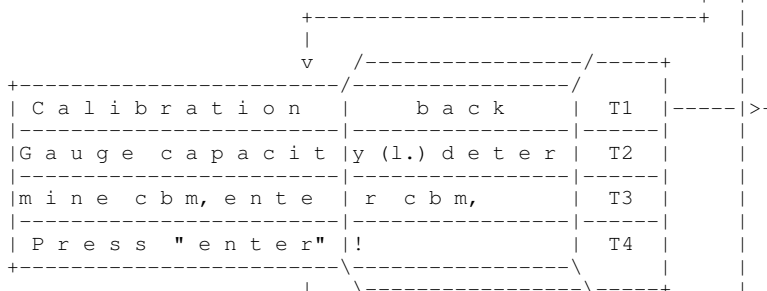 Calibration back T1
Gauge capacity (l.) deter T2
mine cbm, enter cbm, T3
Press "enter"! T4